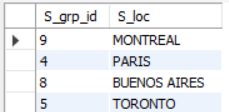 S_grp_id S_loc
9 MONTREAL
4 PARIS
8 BUENOS AIRES
5 TORONTO